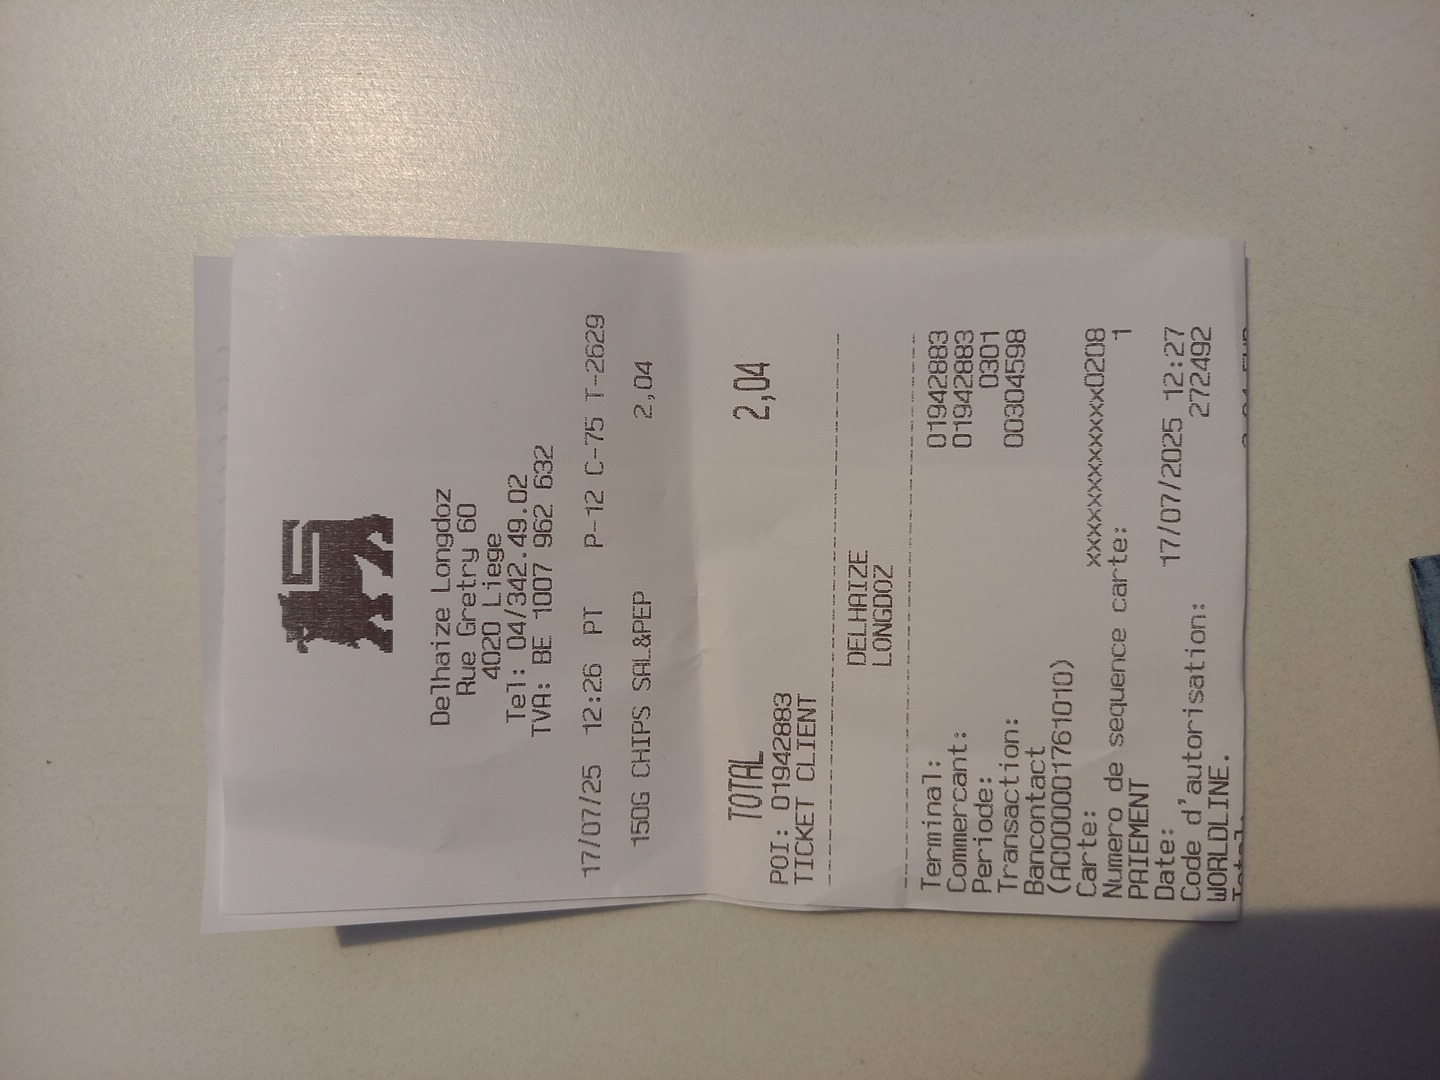 Delhaize Longdoz
Rue Gretry 60
4020 Liege
Tel: 04/342.49.02
TVA: BE 1007 962 632
17/07/25 12:26 PT P-12 C-75 T-2629
150G CHIPS SAL&PEP 2,04
TOTAL 2,04
POI: 01942883
TICKET CLIENT
DELHAIZE
LONGDOZ
Terminal: 01942883
Commercant: 01942883
Periode: 0301
Transaction: 00304598
Bancontact
(A0000001761010)
Carte: xxxxxxxxxxxxx0208
Numero de sequence carte: 1
PAIEMENT
Date: 17/07/2025 12:27
Code d'autorisation: 272492
WORLDLINE.